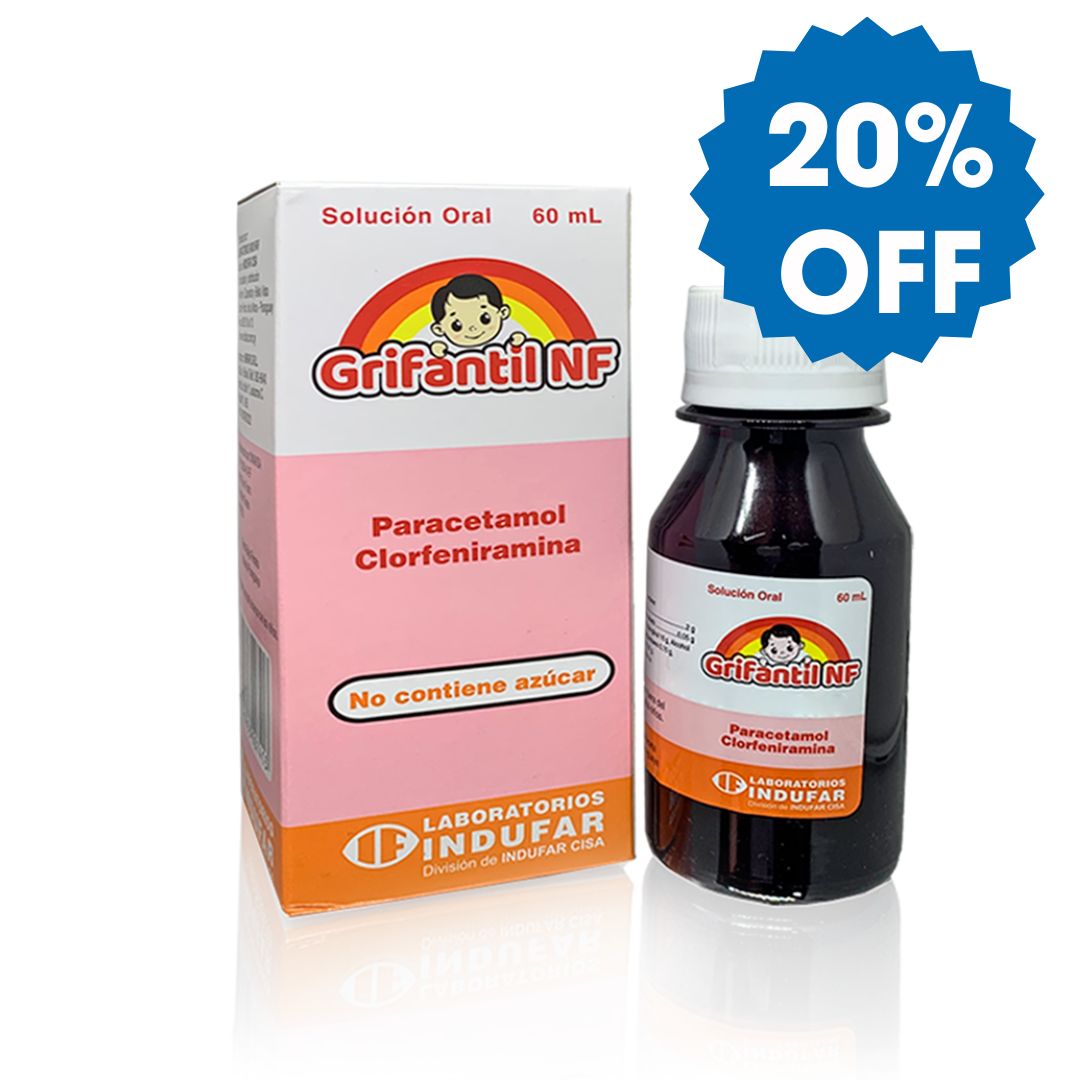 20%
OFF
Solución Oral 60 mL
Grifantil NF
Paracetamol
Clorfeniramina
No contiene azúcar
LABORATORIOS
INDUFAR
División de INDUFAR CISA
Solución Oral 60 mL
Grifantil NF
Paracetamol
Clorfeniramina
LABORATORIOS
INDUFAR
División de INDUFAR CISA